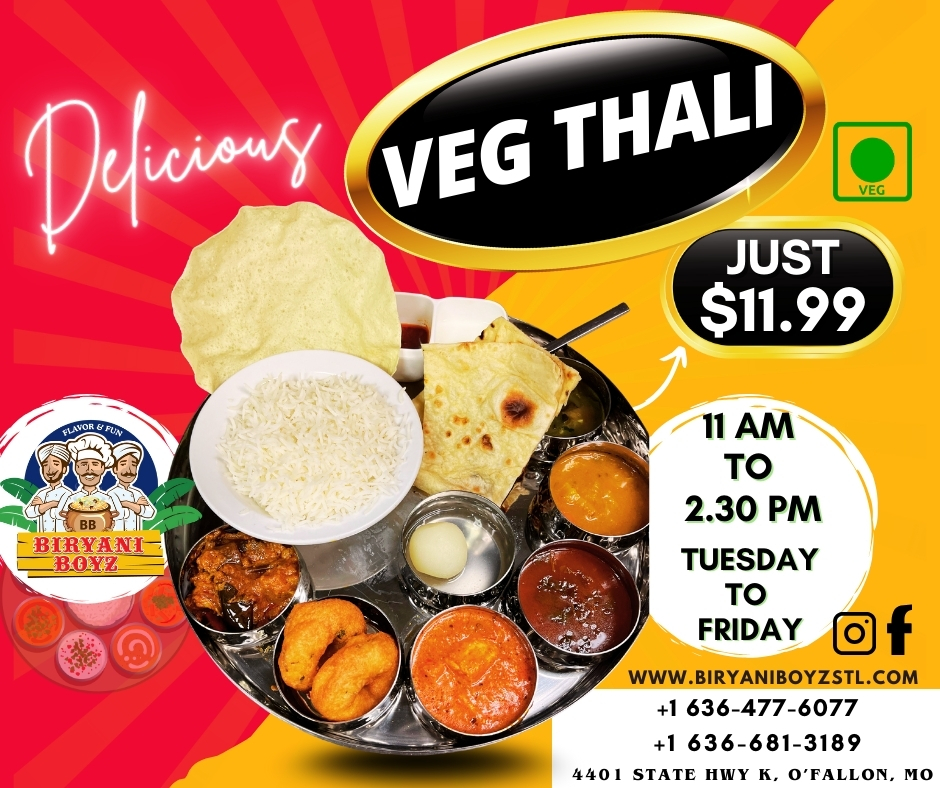 Delicious
VEG THALI
VEG
JUST
$11.99
11 AM
TO
2.30 PM
TUESDAY
TO
FRIDAY
FLAVOR & FUN
BB
BIRYANI
BOYZ
WWW.BIRYANIBOYZSTL.COM
+1 636-477-6077
+1 636-681-3189
4401 STATE HWY K, O'FALLON, MO